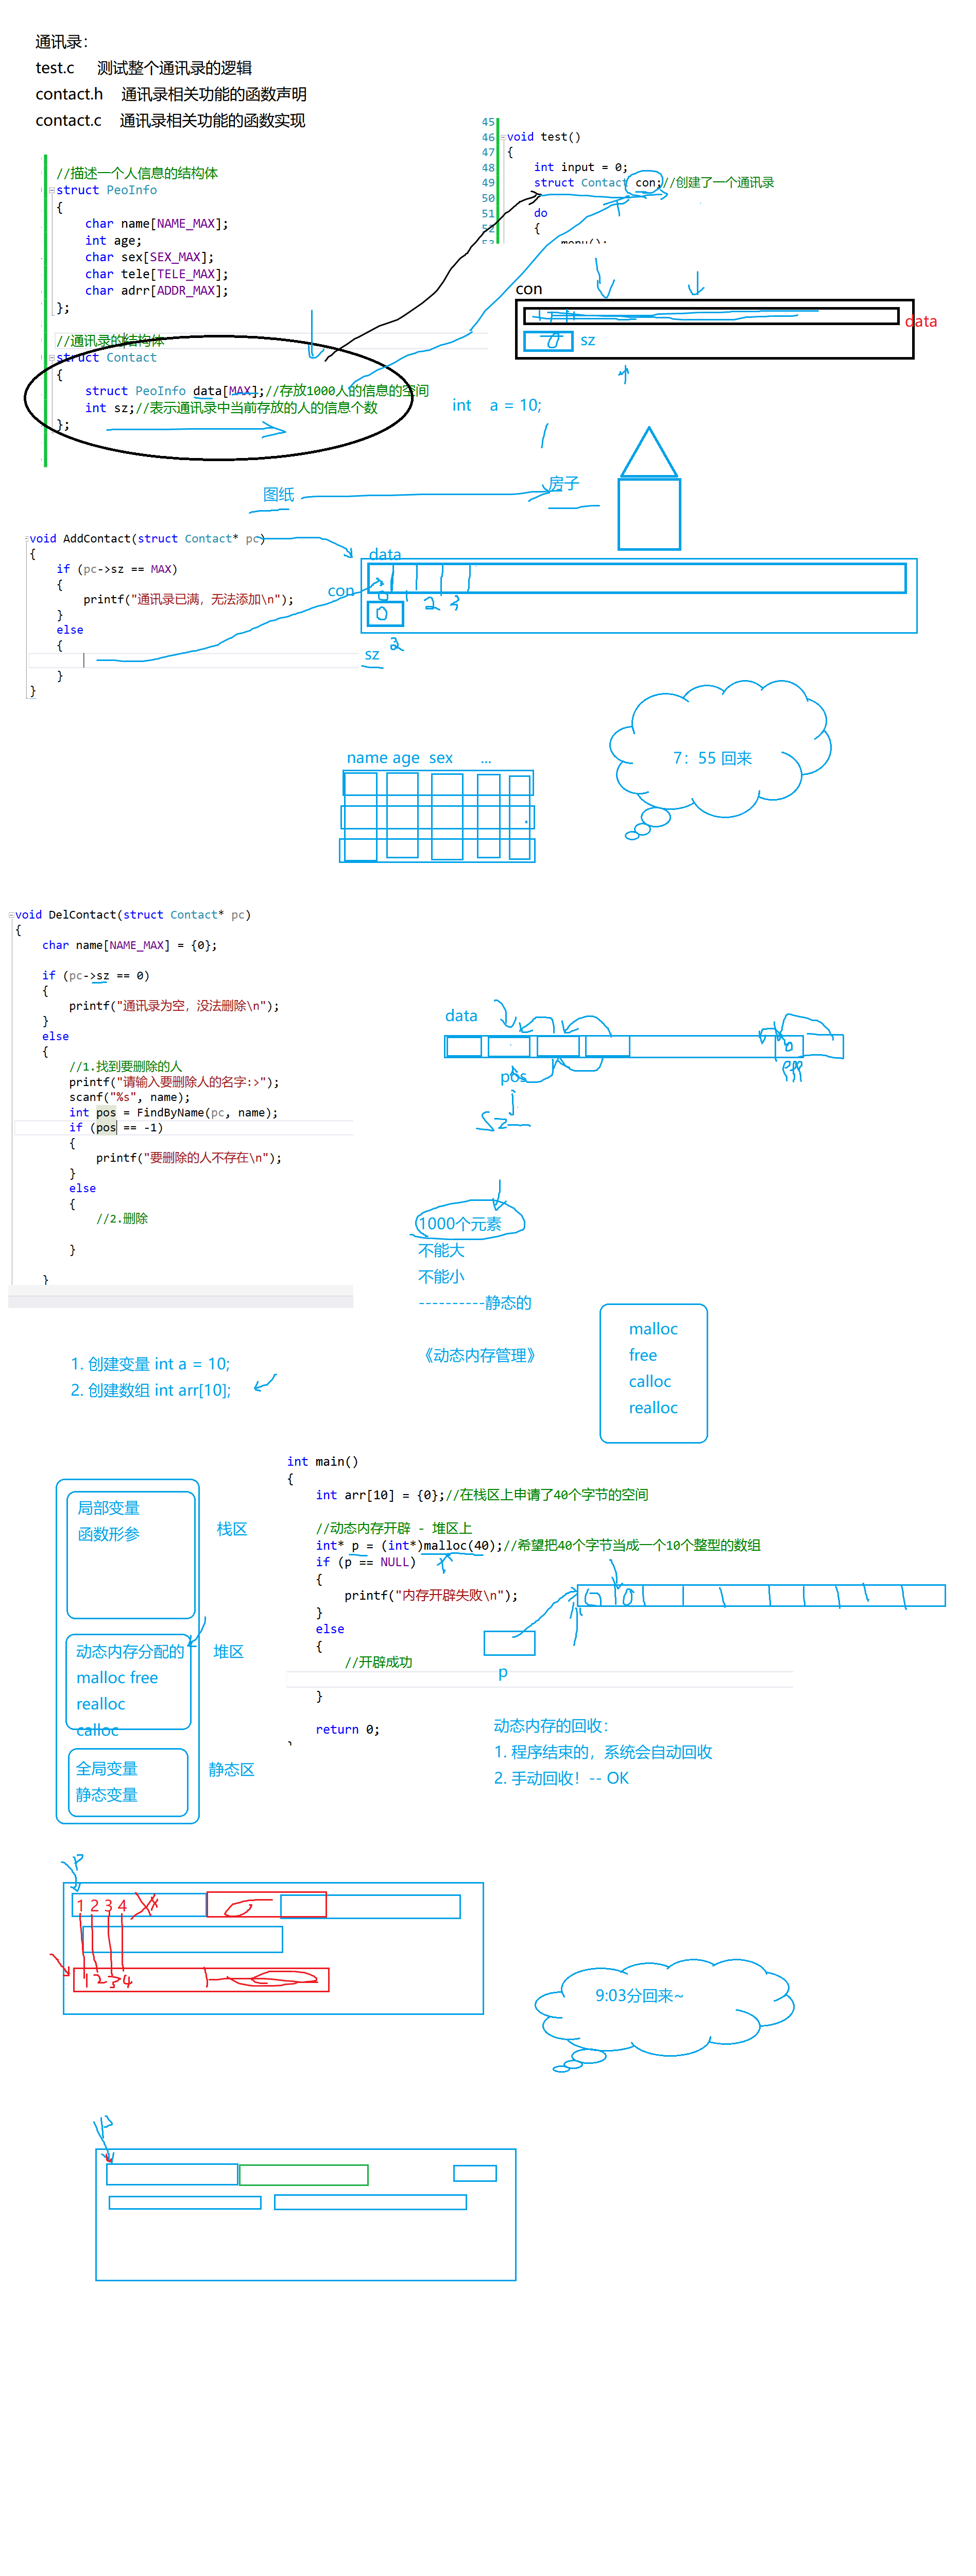 通讯录：
test.c 测试整个通讯录的逻辑
contact.h 通讯录相关功能的函数声明
contact.c 通讯录相关功能的函数实现
45
46 void test()
47 {
48 int input = 0;
49 struct Contact con;//创建了一个通讯录
50
51 do
52 {
53 menu();
//描述一个人信息的结构体
struct PeoInfo
{
char name[NAME_MAX];
int age;
char sex[SEX_MAX];
char tele[TELE_MAX];
char adrr[ADDR_MAX];
};
//通讯录的结构体
struct Contact
{
struct PeoInfo data[MAX];//存放1000人的信息的空间
int sz;//表示通讯录中当前存放的人的信息个数
};
con
data
0 sz
int a = 10;
图纸
房子
void AddContact(struct Contact* pc)
{
if (pc->sz == MAX)
{
printf("通讯录已满，无法添加\n");
}
else
{
}
}
data
con
0 1 2 3
0
sz 2
name age sex ...
7：55 回来
void DelContact(struct Contact* pc)
{
char name[NAME_MAX] = {0};
if (pc->sz == 0)
{
printf("通讯录为空，没法删除\n");
}
else
{
//1.找到要删除的人
printf("请输入要删除人的名字:>");
scanf("%s", name);
int pos = FindByName(pc, name);
if (pos == -1)
{
printf("要删除的人不存在\n");
}
else
{
//2.删除
}
}
data
pos
j
sz
1000个元素
不能大
不能小
----------静态的
《动态内存管理》
malloc
free
calloc
realloc
1. 创建变量 int a = 10;
2. 创建数组 int arr[10];
局部变量
函数形参
栈区
动态内存分配的
malloc free
realloc
calloc
堆区
全局变量
静态变量
静态区
int main()
{
int arr[10] = {0};//在栈区上申请了40个字节的空间
//动态内存开辟 - 堆区上
int* p = (int*)malloc(40);//希望把40个字节当成一个10个整型的数组
if (p == NULL)
{
printf("内存开辟失败\n");
}
else
{
//开辟成功
}
return 0;
}
0 0
p
动态内存的回收：
1. 程序结束的，系统会自动回收
2. 手动回收！-- OK
P
1 2 3 4
1 2 3 4
9:03分回来~
P